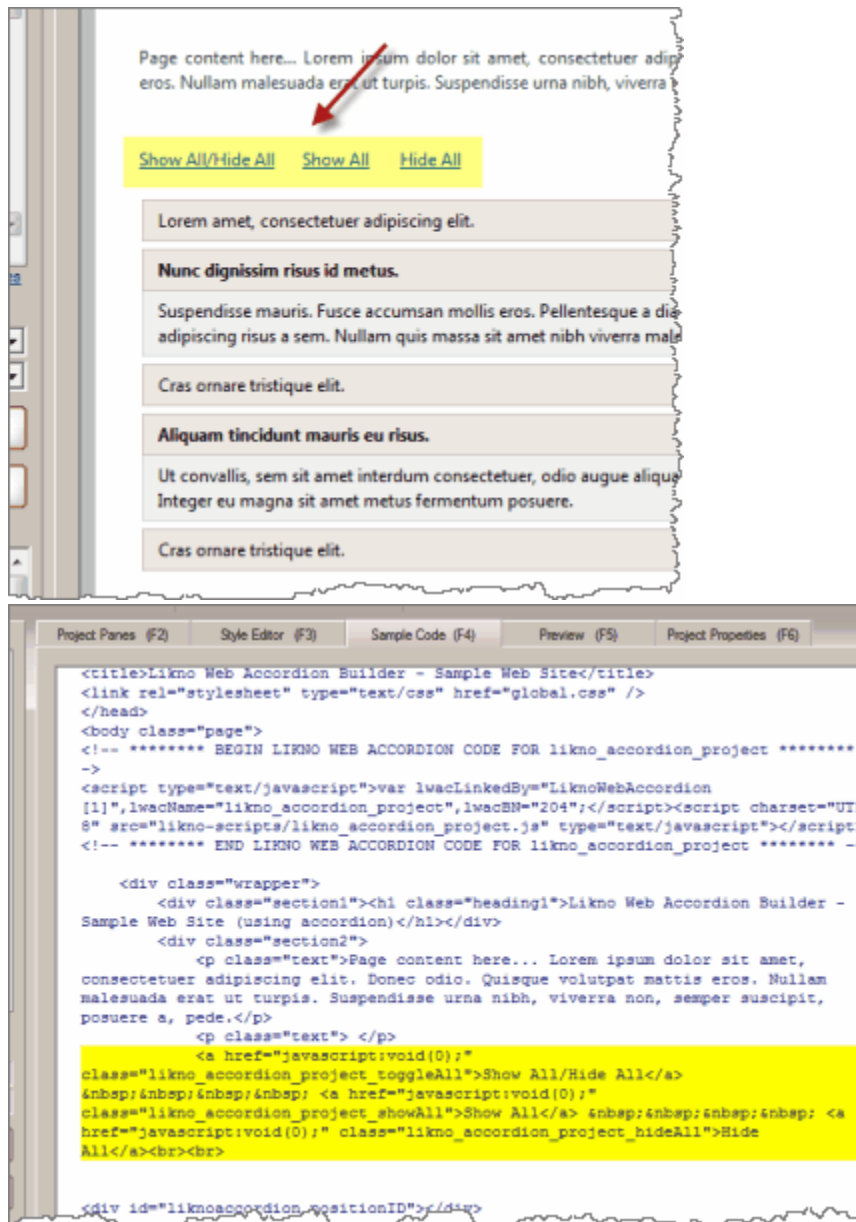 Page content here... Lorem ipsum dolor sit amet, consectetuer adip
eros. Nullam malesuada erat ut turpis. Suspendisse urna nibh, viverra
Show All/Hide All Show All Hide All
Lorem amet, consectetuer adipiscing elit.
Nunc dignissim risus id metus.
Suspendisse mauris. Fusce accumsan mollis eros. Pellentesque a dia
adipiscing risus a sem. Nullam quis massa sit amet nibh viverra male
Cras ornare tristique elit.
Aliquam tincidunt mauris eu risus.
Ut convallis, sem sit amet interdum consectetuer, odio augue aliqua
Integer eu magna sit amet metus fermentum posuere.
Cras ornare tristique elit.
Project Panes (F2) Style Editor (F3) Sample Code (F4) Preview (F5) Project Properties (F6)
<title>Likno Web Accordion Builder - Sample Web Site</title>
<link rel="stylesheet" type="text/css" href="global.css" />
</head>
<body class="page">
<!-- ******** BEGIN LIKNO WEB ACCORDION CODE FOR likno_accordion_project ********
->
<script type="text/javascript">var lwacLinkedBy="LiknoWebAccordion
[1]",lwacName="likno_accordion_project",lwacBN="204";</script><script charset="UT
8" src="likno-scripts/likno_accordion_project.js" type="text/javascript"></script
<!-- ******** END LIKNO WEB ACCORDION CODE FOR likno_accordion_project ******** -
<div class="wrapper">
<div class="section1"><h1 class="heading1">Likno Web Accordion Builder -
Sample Web Site (using accordion)</h1></div>
<div class="section2">
<p class="text">Page content here... Lorem ipsum dolor sit amet,
consectetuer adipiscing elit. Donec odio. Quisque volutpat mattis eros. Nullam
malesuada erat ut turpis. Suspendisse urna nibh, viverra non, semper suscipit,
posuere a, pede.</p>
<p class="text"> </p>
<a href="javascript:void(0);"
class="likno_accordion_project_toggleAll">Show All/Hide All</a>
&nbsp;&nbsp;&nbsp;&nbsp; <a href="javascript:void(0);"
class="likno_accordion_project_showAll">Show All</a> &nbsp;&nbsp;&nbsp;&nbsp; <a
href="javascript:void(0);" class="likno_accordion_project_hideAll">Hide
All</a><br><br>
<div id="liknoaccordion_positionID"></div>